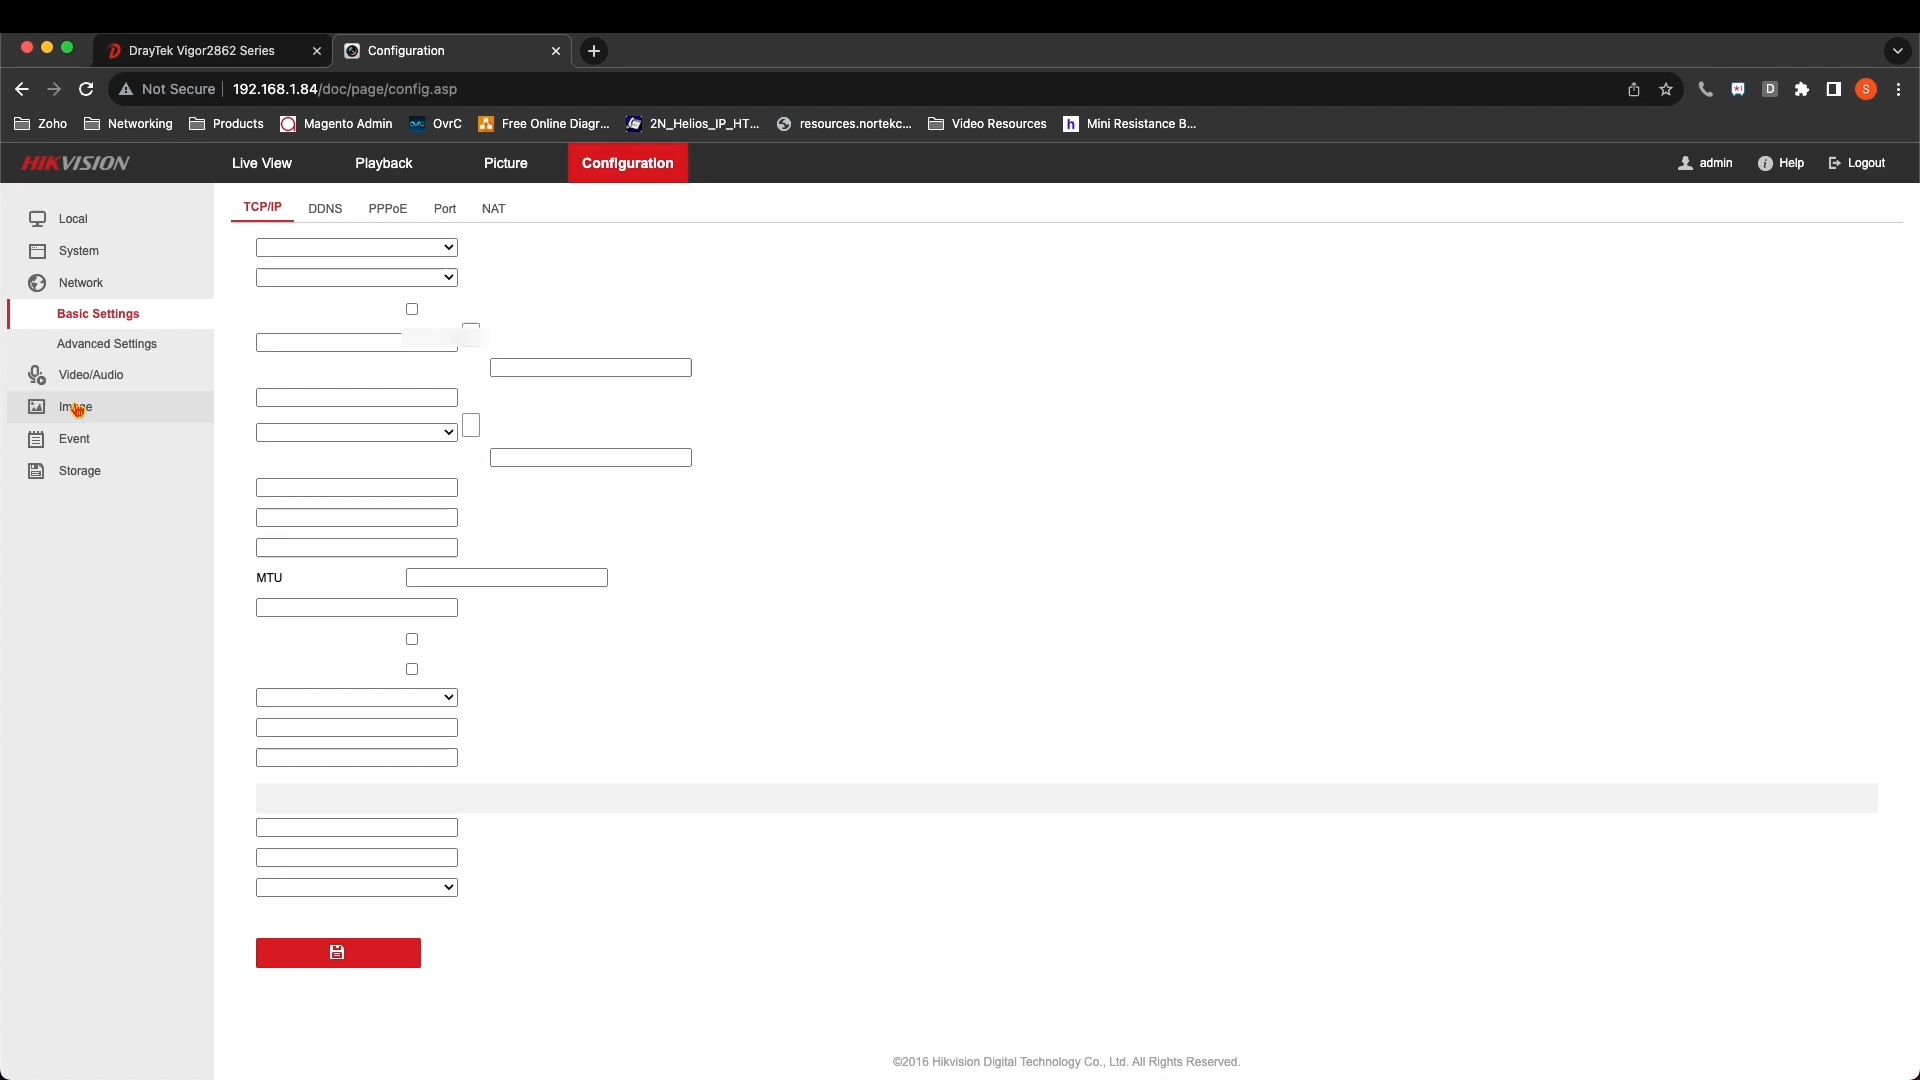 DrayTek Vigor2862 Series
Configuration
Not Secure 192.168.1.84/doc/page/config.asp
Zoho Networking Products Magento Admin OvrC Free Online Diagr... 2N_Helios_IP_HT... resources.nortekc... Video Resources Mini Resistance B...
HIKVISION Live View Playback Picture Configuration admin Help Logout
TCP/IP DDNS PPPoE Port NAT
Local
System
Network
Basic Settings
Advanced Settings
Video/Audio
Image
Event
Storage
MTU
©2016 Hikvision Digital Technology Co., Ltd. All Rights Reserved.